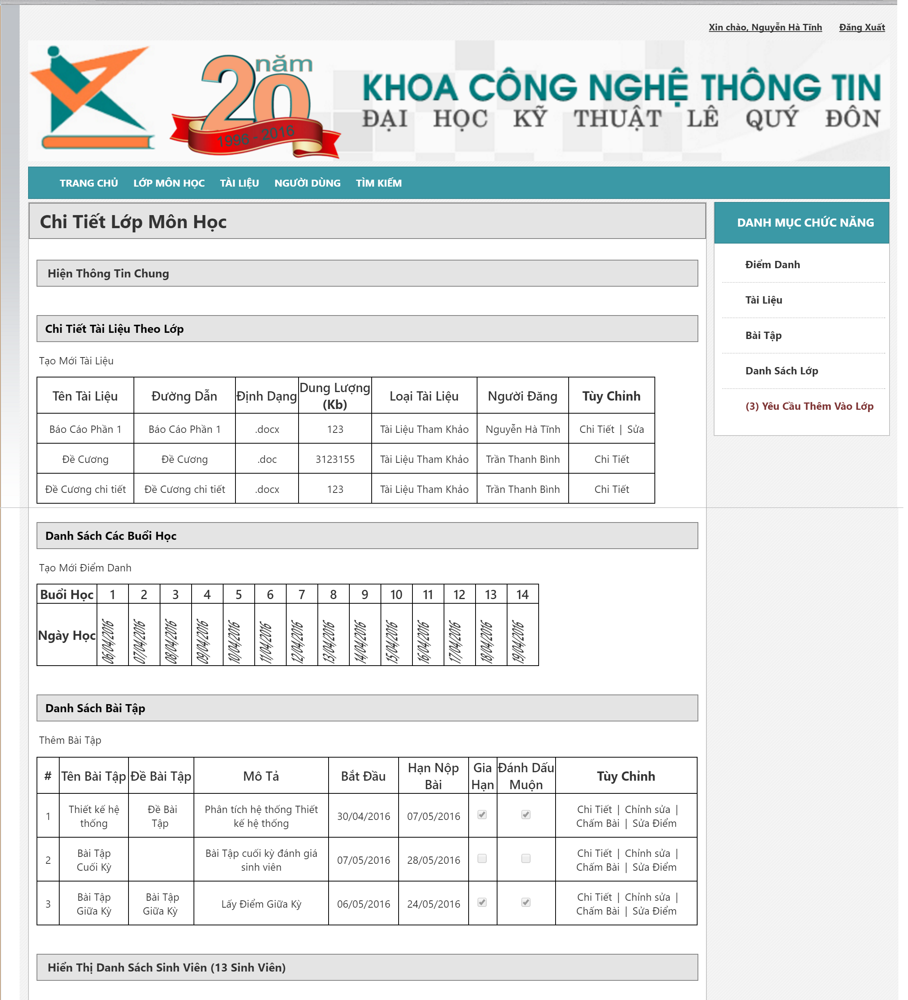 Xin chào, Nguyễn Hà Tĩnh Đăng Xuất
20 năm
1996 - 2016
KHOA CÔNG NGHỆ THÔNG TIN
ĐẠI HỌC KỸ THUẬT LÊ QUÝ ĐÔN
TRANG CHỦ LỚP MÔN HỌC TÀI LIỆU NGƯỜI DÙNG TÌM KIẾM
Chi Tiết Lớp Môn Học
Hiện Thông Tin Chung
Chi Tiết Tài Liệu Theo Lớp
Tạo Mới Tài Liệu
Tên Tài Liệu Đường Dẫn Định Dạng Dung Lượng (Kb) Loại Tài Liệu Người Đăng Tùy Chỉnh
Báo Cáo Phần 1 Báo Cáo Phần 1 .docx 123 Tài Liệu Tham Khảo Nguyễn Hà Tĩnh Chi Tiết | Sửa
Đề Cương Đề Cương .doc 3123155 Tài Liệu Tham Khảo Trần Thanh Bình Chi Tiết
Đề Cương chi tiết Đề Cương chi tiết .docx 123 Tài Liệu Tham Khảo Trần Thanh Bình Chi Tiết
Danh Sách Các Buổi Học
Tạo Mới Điểm Danh
Buổi Học 1 2 3 4 5 6 7 8 9 10 11 12 13 14
Ngày Học 06/04/2016 07/04/2016 08/04/2016 09/04/2016 10/04/2016 11/04/2016 12/04/2016 13/04/2016 14/04/2016 15/04/2016 16/04/2016 17/04/2016 18/04/2016 19/04/2016
Danh Sách Bài Tập
Thêm Bài Tập
# Tên Bài Tập Đề Bài Tập Mô Tả Bắt Đầu Hạn Nộp Bài Gia Hạn Đánh Dấu Muộn Tùy Chỉnh
1 Thiết kế hệ thống Đề Bài Tập Phân tích hệ thống Thiết kế hệ thống 30/04/2016 07/05/2016 Chi Tiết | Chỉnh sửa | Chấm Bài | Sửa Điểm
2 Bài Tập Cuối Kỳ Bài Tập cuối kỳ đánh giá sinh viên 07/05/2016 28/05/2016 Chi Tiết | Chỉnh sửa | Chấm Bài | Sửa Điểm
3 Bài Tập Giữa Kỳ Bài Tập Giữa Kỳ Lấy Điểm Giữa Kỳ 06/05/2016 24/05/2016 Chi Tiết | Chỉnh sửa | Chấm Bài | Sửa Điểm
Hiển Thị Danh Sách Sinh Viên (13 Sinh Viên)
DANH MỤC CHỨC NĂNG
Điểm Danh
Tài Liệu
Bài Tập
Danh Sách Lớp
(3) Yêu Cầu Thêm Vào Lớp